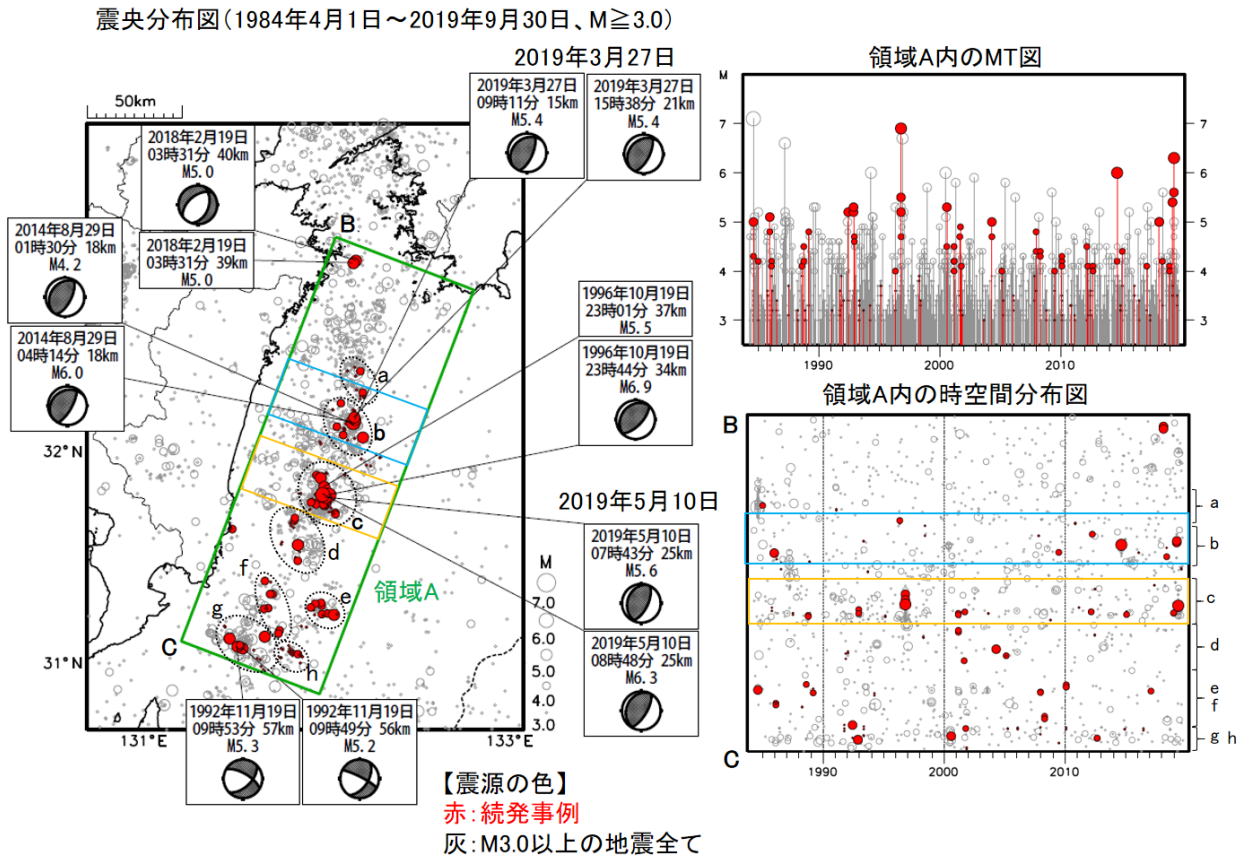 震央分布図(1984年4月1日~2019年9月30日、M≧3.0)
2019年3月27日
50km
2019年3月27日
09時11分 15km
M5.4
2019年3月27日
15時38分 21km
M5.4
2018年2月19日
03時31分 40km
M5.0
2018年2月19日
03時31分 39km
M5.0
2014年8月29日
01時30分 18km
M4.2
2014年8月29日
04時14分 18km
M6.0
1996年10月19日
23時01分 37km
M5.5
1996年10月19日
23時44分 34km
M6.9
2019年5月10日
2019年5月10日
07時43分 25km
M5.6
2019年5月10日
08時48分 25km
M6.3
1992年11月19日
09時53分 57km
M5.3
1992年11月19日
09時49分 56km
M5.2
B
a
b
c
d
f
e
g
h
C
領域A
32°N
31°N
131°E
133°E
M
7.0
6.0
5.0
4.0
3.0
【震源の色】
赤:続発事例
灰:M3.0以上の地震全て
領域A内のMT図
M
7
6
5
4
3
7
6
5
4
3
1990
2000
2010
領域A内の時空間分布図
B
C
a
b
c
d
e
f
g h
1990
2000
2010